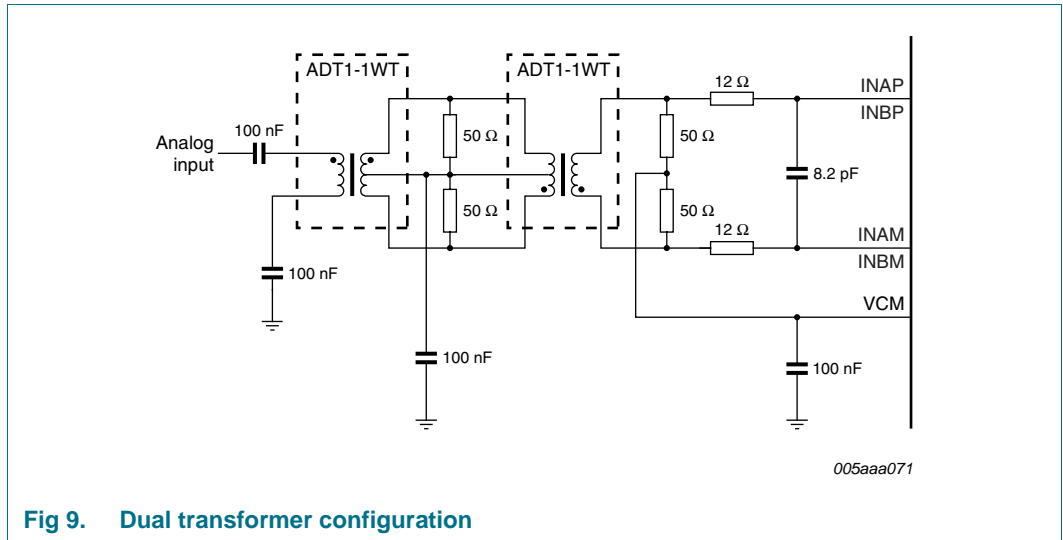 ADT1-1WT
ADT1-1WT
12 Ω
INAP
INBP
Analog
input
100 nF
50 Ω
50 Ω
8.2 pF
50 Ω
50 Ω
12 Ω
INAM
INBM
100 nF
VCM
100 nF
100 nF
005aaa071
Fig 9. Dual transformer configuration